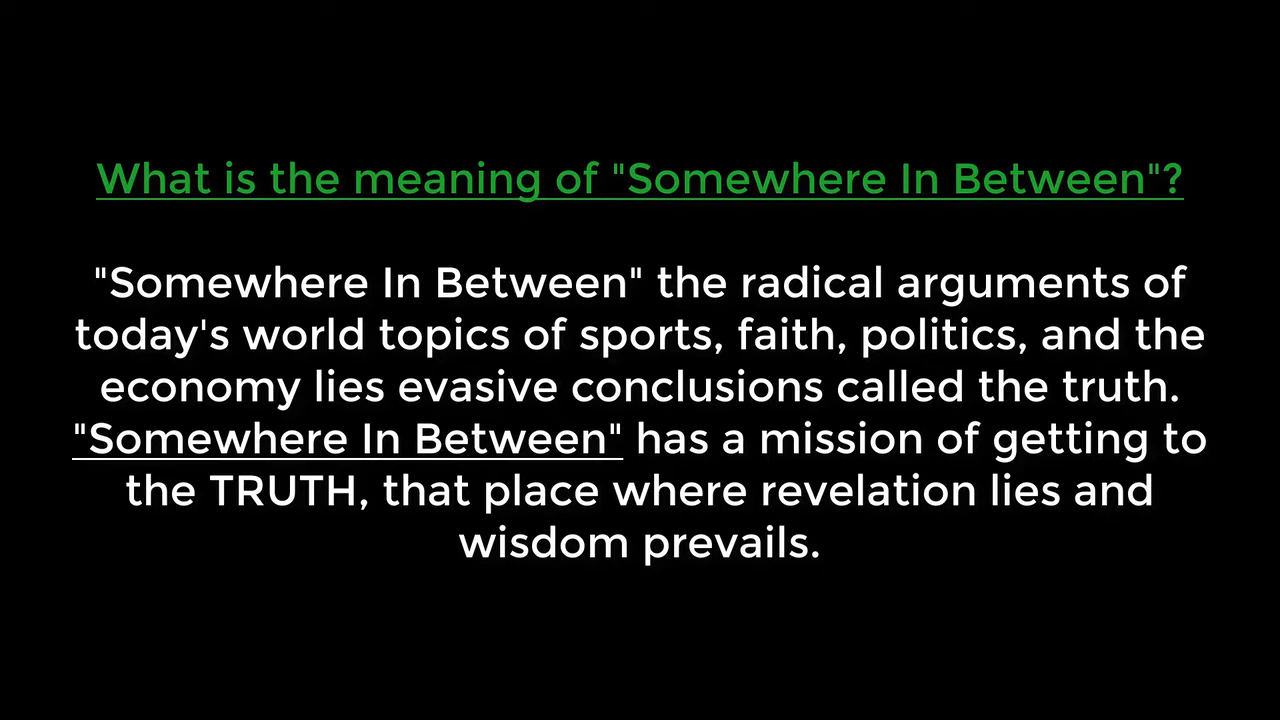 What is the meaning of "Somewhere In Between"?
"Somewhere In Between" the radical arguments of
today's world topics of sports, faith, politics, and the
economy lies evasive conclusions called the truth.
"Somewhere In Between" has a mission of getting to
the TRUTH, that place where revelation lies and
wisdom prevails.